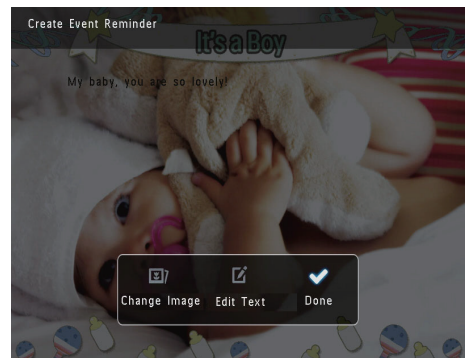 Create Event Reminder
It's a Boy
My baby, you are so lovely!
Change Image
Edit Text
Done